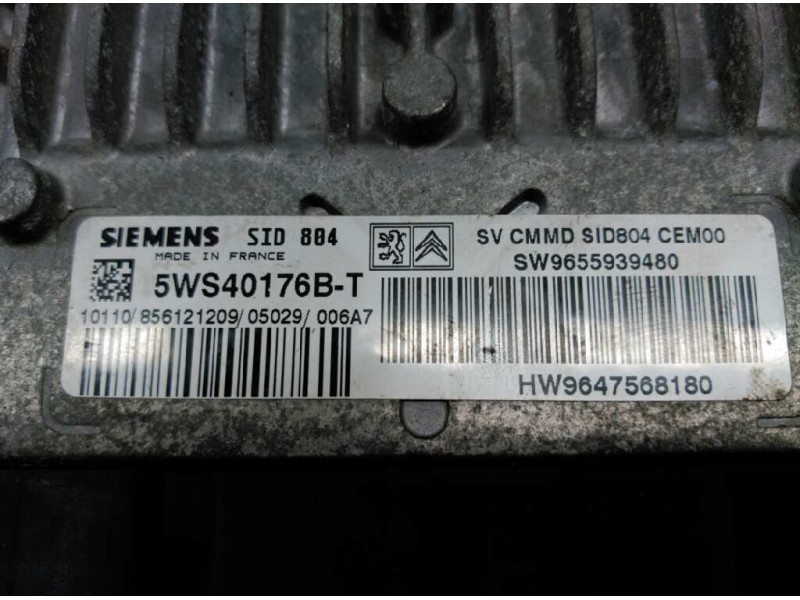 SIEMENS SID 804
MADE IN FRANCE
5WS40176B-T
10110/856121209/05029/006A7
SV CMMD SID804 CEM00
SW9655939480
HW9647568180